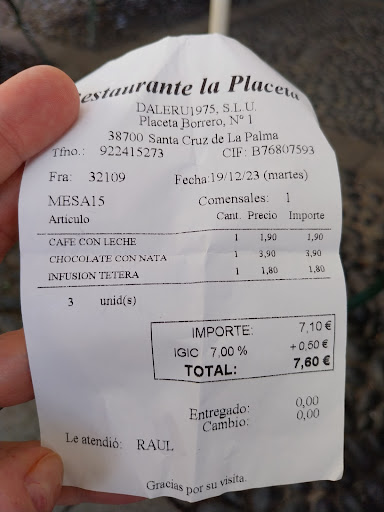 Restaurante la Placeta
DALERU1975, S.L.U.
Placeta Borrero, Nº 1
38700 Santa Cruz de La Palma
Tfno.: 922415273 CIF: B76807593
Fra: 32109 Fecha:19/12/23 (martes)
MESA15 Comensales: 1
Articulo Cant. Precio Importe
CAFE CON LECHE 1 1,90 1,90
CHOCOLATE CON NATA 1 3,90 3,90
INFUSION TETERA 1 1,80 1,80
3 unid(s)
IMPORTE: 7,10 €
IGIC 7,00 % + 0,50 €
TOTAL: 7,60 €
Entregado: 0,00
Cambio: 0,00
Le atendió: RAUL
Gracias por su visita.